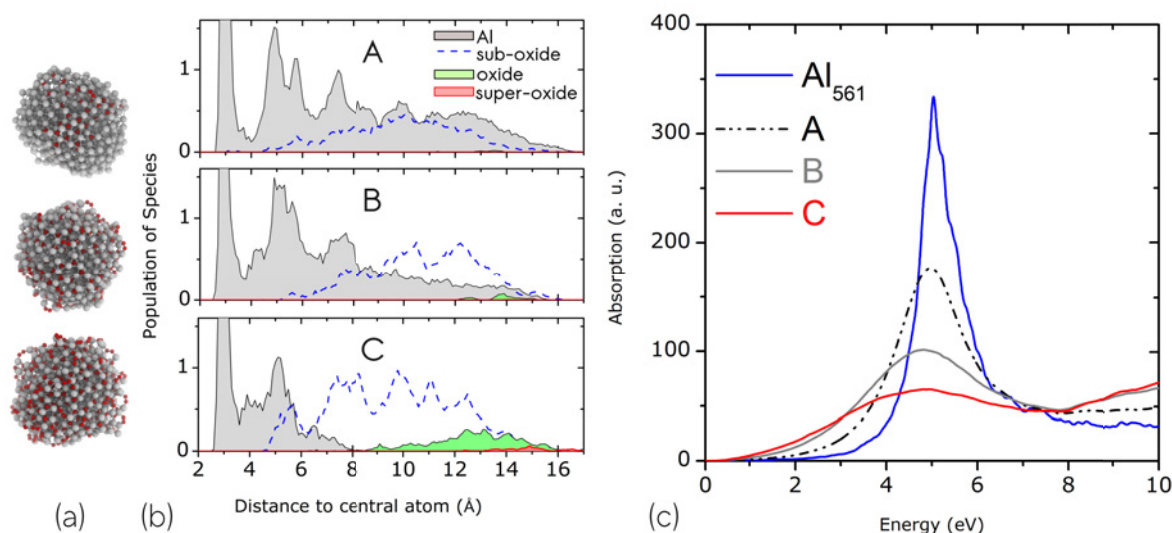 A
Al
sub-oxide
oxide
super-oxide
1
0
B
1
0
C
1
0
2 4 6 8 10 12 14 16
Population of Species
Distance to central atom (Å)
(a) (b)
400
300
200
100
0
Absorption (a. u.)
Al561
A
B
C
0 2 4 6 8 10
Energy (eV)
(c)